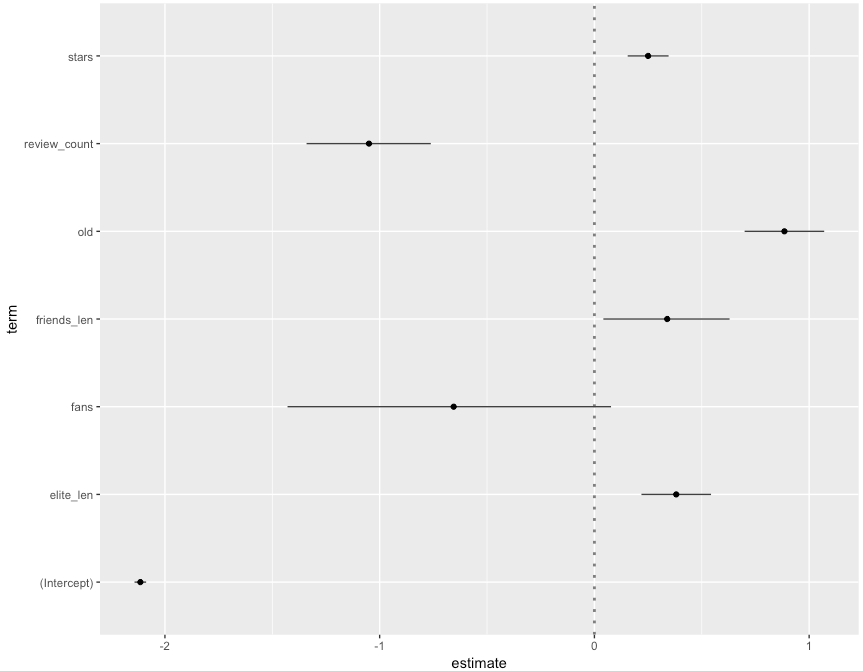 stars
review_count
old
friends_len
fans
elite_len
(Intercept)
term
-2 -1 0 1
estimate